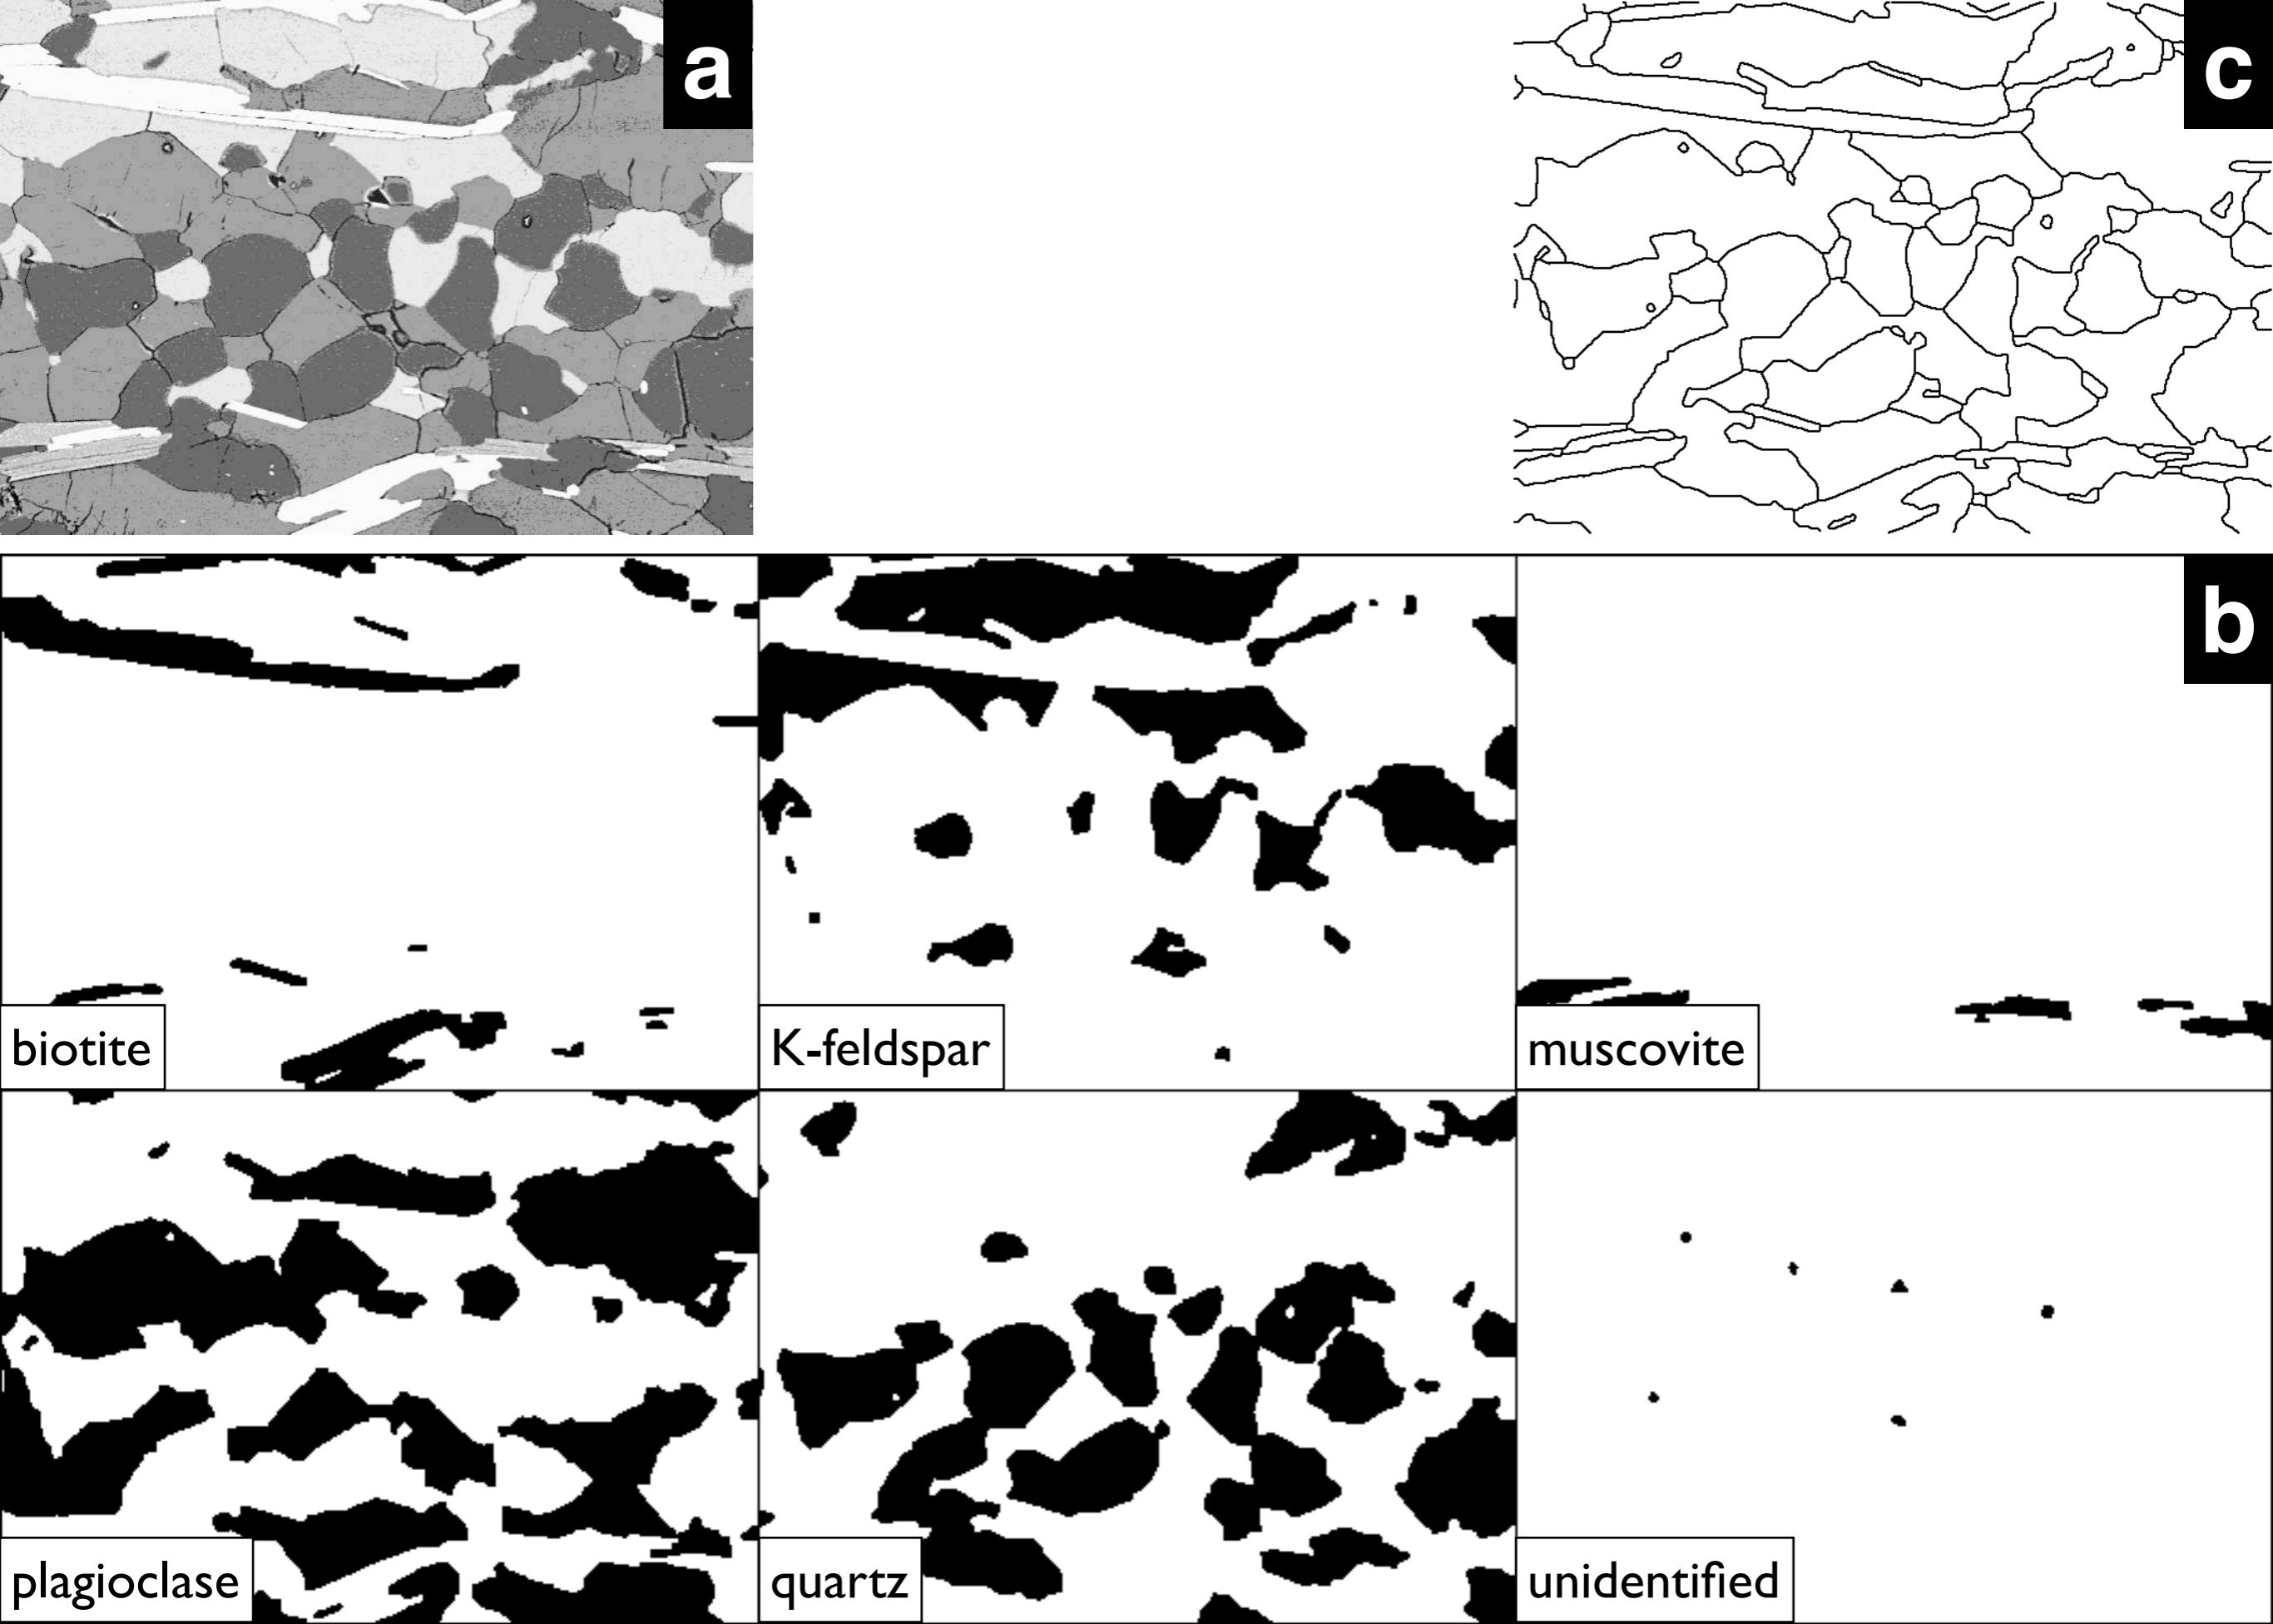 a
c
b
biotite
K-feldspar
muscovite
plagioclase
quartz
unidentified